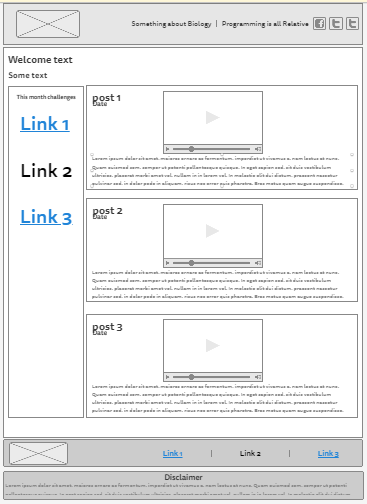 Something about Biology | Programming is all Relative
Welcome text
Some text
This month challenges
Link 1
Link 2
Link 3
post 1
Date
Lorem ipsum dolor sit amet, maecenas ac fermentum, imperdiet ut vivamus a, nam lectus at nunc.
Quam euismod sem, semper ut potenti pellentesque quisque. In eget sapien sed, sit duis vestibulum
ultricies, placerat morbi amet vel, nullam in in lorem vel. In molestie elit dui dictum, praesent nascetur
pulvinar sed, in dolor pede in aliquam, risus nec error quis pharetra. Eros metus quam augue suspendisse.
post 2
Date
Lorem ipsum dolor sit amet, maecenas ac fermentum, imperdiet ut vivamus a, nam lectus at nunc.
Quam euismod sem, semper ut potenti pellentesque quisque. In eget sapien sed, sit duis vestibulum
ultricies, placerat morbi amet vel, nullam in in lorem vel. In molestie elit dui dictum, praesent nascetur
pulvinar sed, in dolor pede in aliquam, risus nec error quis pharetra. Eros metus quam augue suspendisse.
post 3
Date
Lorem ipsum dolor sit amet, maecenas ac fermentum, imperdiet ut vivamus a, nam lectus at nunc.
Quam euismod sem, semper ut potenti pellentesque quisque. In eget sapien sed, sit duis vestibulum
ultricies, placerat morbi amet vel, nullam in in lorem vel. In molestie elit dui dictum, praesent nascetur
pulvinar sed, in dolor pede in aliquam, risus nec error quis pharetra. Eros metus quam augue suspendisse.
Link 1 | Link 2 | Link 3
Disclaimer
Lorem ipsum dolor sit amet, maecenas ac fermentum, imperdiet ut vivamus a, nam lectus at nunc. Quam euismod sem, semper ut potenti